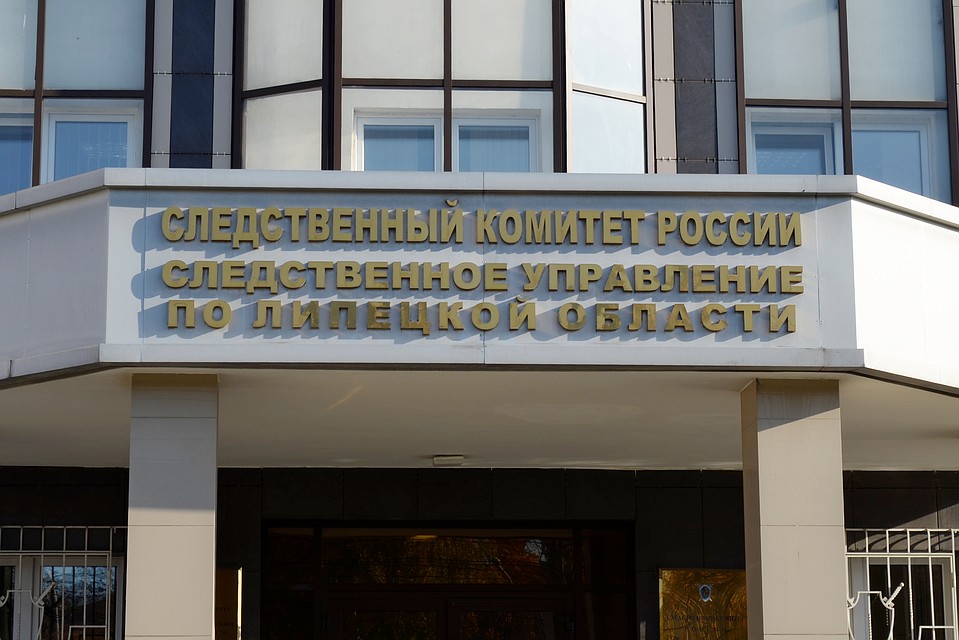 СЛЕДСТВЕННЫЙ КОМИТЕТ РОССИИ
СЛЕДСТВЕННОЕ УПРАВЛЕНИЕ
ПО ЛИПЕЦКОЙ ОБЛАСТИ